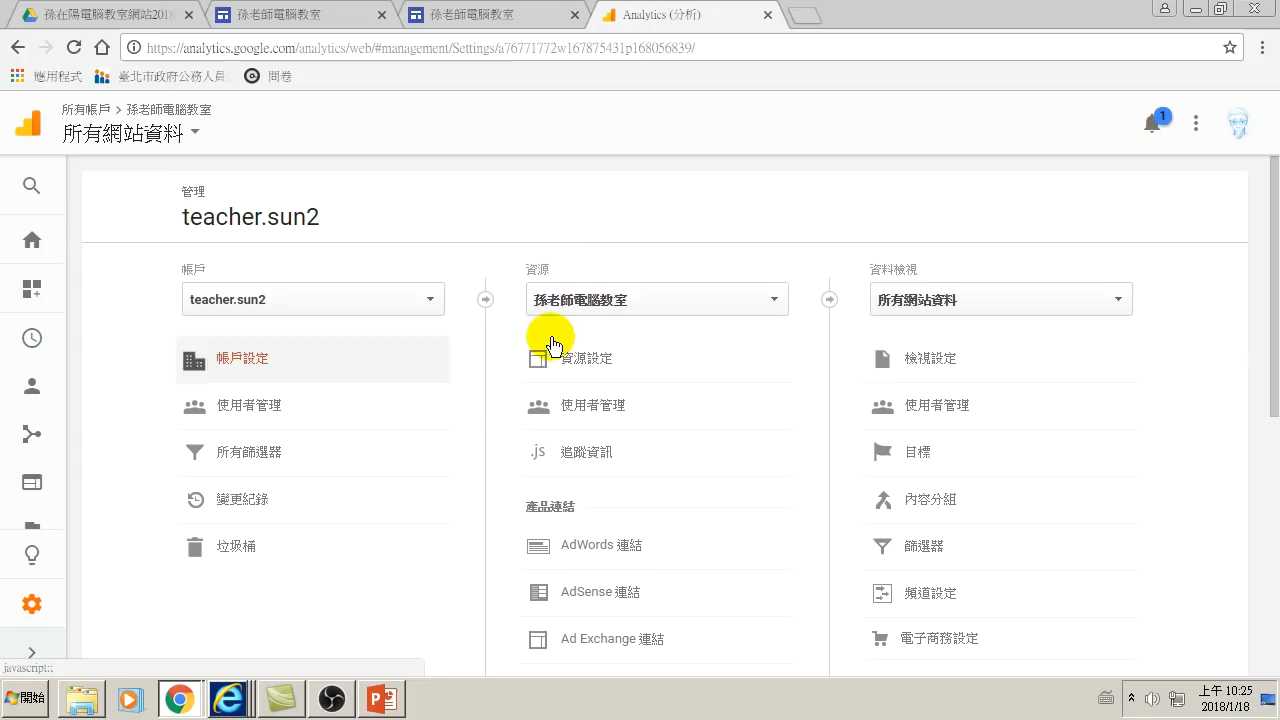 孫在陽電腦教室網站201
孫老師電腦教室
孫老師電腦教室
Analytics (分析)
https://analytics.google.com/analytics/web/#management/Settings/a76771772w167875431p168056839/
應用程式
臺北市政府公務人員
問卷
所有帳戶 > 孫老師電腦教室
所有網站資料
1
管理
teacher.sun2
帳戶
teacher.sun2
帳戶設定
使用者管理
所有篩選器
變更紀錄
垃圾桶
資源
孫老師電腦教室
資源設定
使用者管理
.js 追蹤資訊
產品連結
AdWords 連結
AdSense 連結
Ad Exchange 連結
資料檢視
所有網站資料
檢視設定
使用者管理
目標
內容分組
篩選器
頻道設定
電子商務設定
javascript:;
開始
上午 10:25
2018/1/18